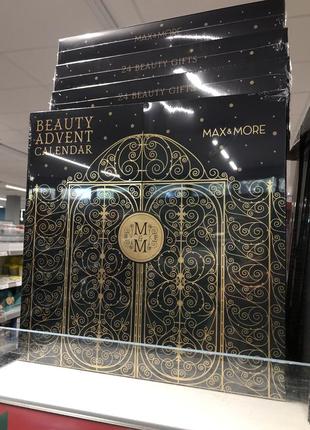 MAX&MORE
24 BEAUTY GIFTS
24 BEAUTY GIFTS
BEAUTY
ADVENT
CALENDAR
MAX&MORE
M
M